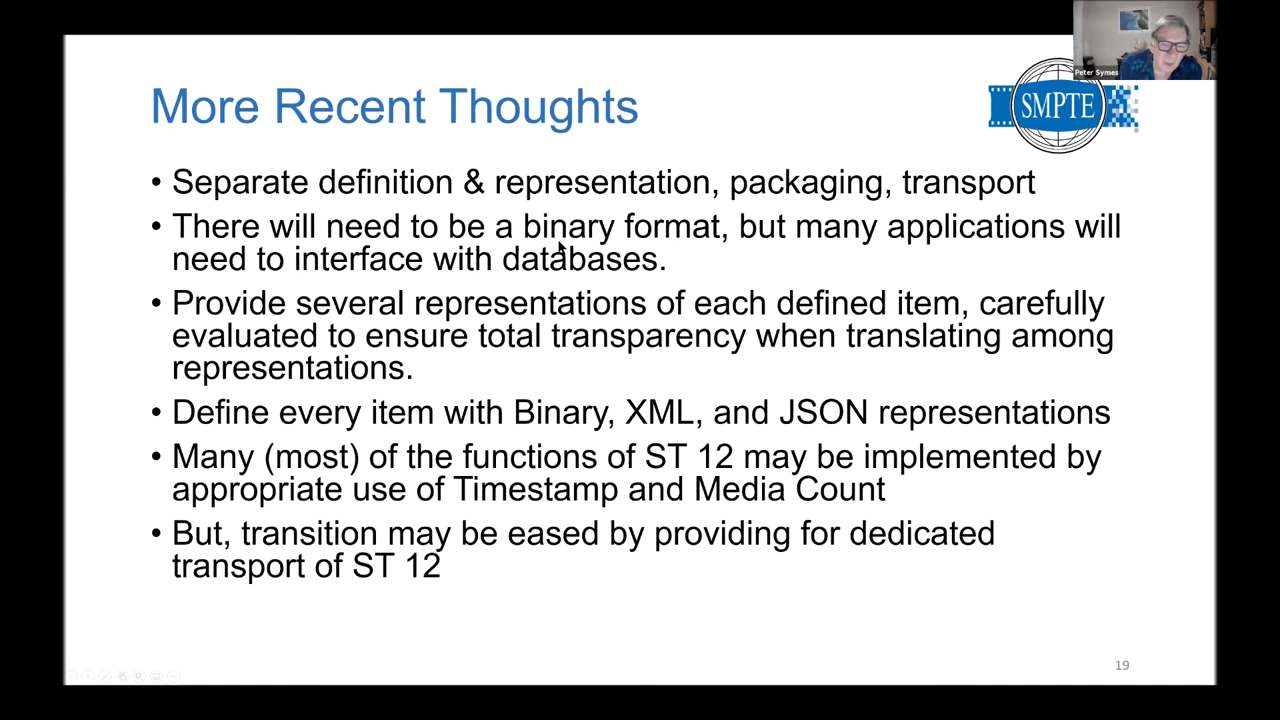 Peter Symes
SMPTE
More Recent Thoughts
• Separate definition & representation, packaging, transport
• There will need to be a binary format, but many applications will
need to interface with databases.
• Provide several representations of each defined item, carefully
evaluated to ensure total transparency when translating among
representations.
• Define every item with Binary, XML, and JSON representations
• Many (most) of the functions of ST 12 may be implemented by
appropriate use of Timestamp and Media Count
• But, transition may be eased by providing for dedicated
transport of ST 12
19